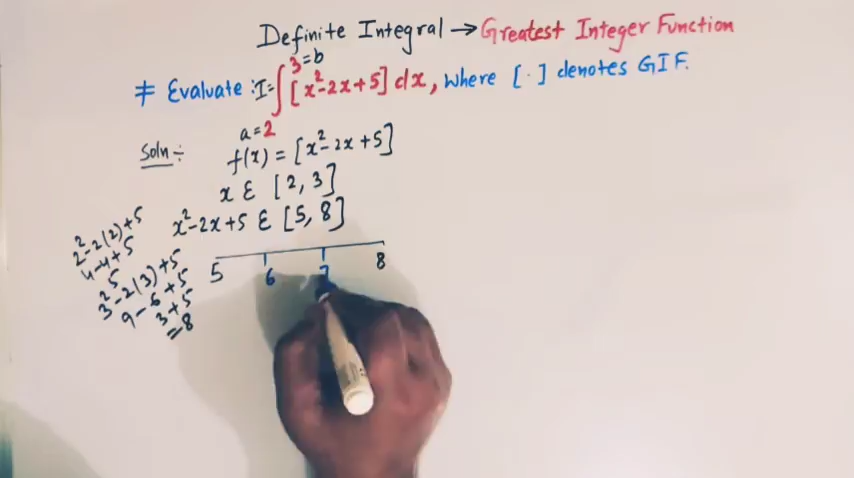 Definite Integral → Greatest Integer Function
≠ Evaluate :I=∫ [x²-2x+5] dx, where [·] denotes GIF.
3=b
a=2
Soln :- f(x) = [x²-2x+5]
x ε [2, 3]
x²-2x+5 ε [5, 8]
2²-2(2)+5
4-4+5
5
3²-2(3)+5
9-6+5
3+5
=8
5 6 7 8